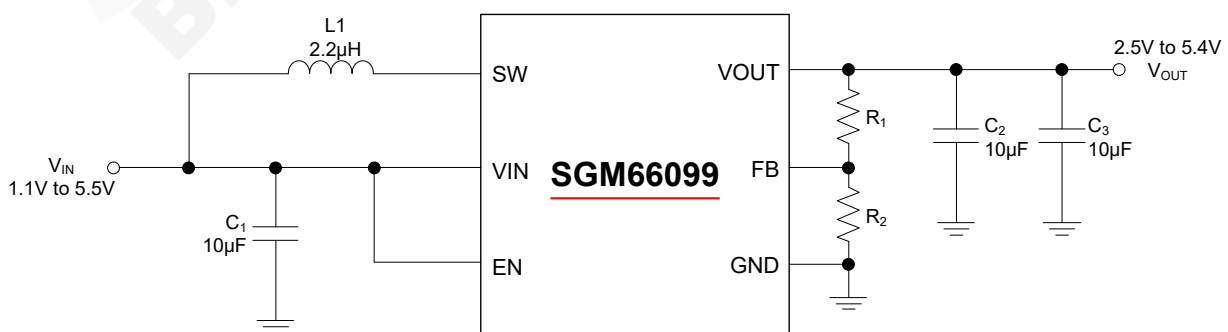 L1
2.2μH
SW
VOUT
2.5V to 5.4V
VOUT
R1
C2
10μF
C3
10μF
VIN
1.1V to 5.5V
VIN
SGM66099
FB
C1
10μF
R2
EN
GND